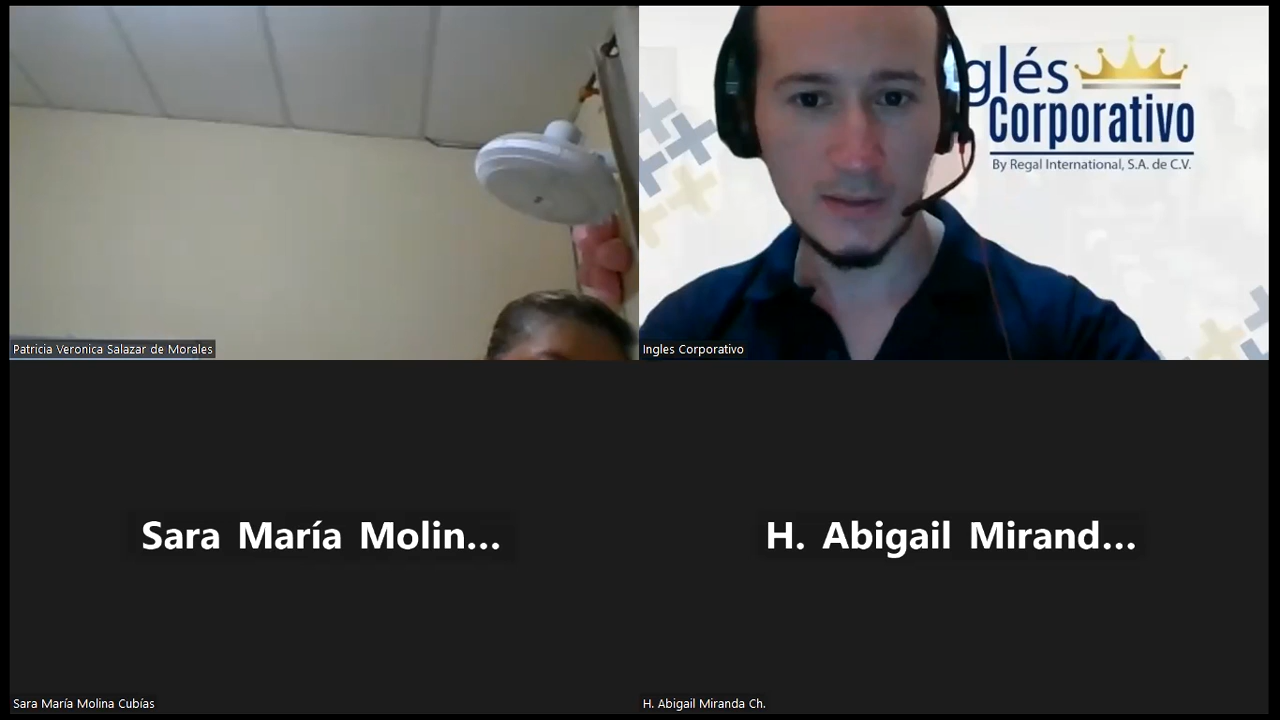 glés
Corporativo
By Regal International, S.A. de C.V.
Patricia Veronica Salazar de Morales
Ingles Corporativo
Sara María Molin...
H. Abigail Mirand...
Sara María Molina Cubías
H. Abigail Miranda Ch.